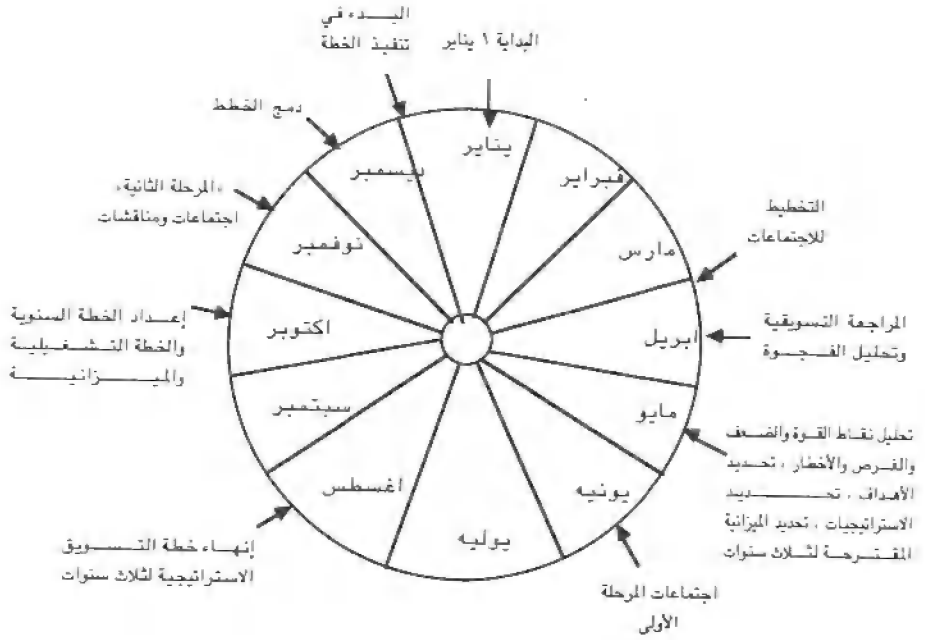 البداية ١ يناير
البدء في
تنفيذ الخطة
دمج الخطط
«المرحلة الثانية»
اجتماعات ومناقشات
إعداد الخطة السنوية
والخطة التشغيلية
والميزانية
إنهاء خطة التسويق
الاستراتيجية لثلاث سنوات
اجتماعات المرحلة
الأولى
تحليل نقاط القوة والضعف
والفرص والأخطار ، تحديد
الأهداف ، تحديد
الاستراتيجيات ، تحديد الميزانية
المقترحة لثلاث سنوات
المراجعة التسويقية
وتحليل الفجوة
التخطيط
للاجتماعات
يناير
فبراير
مارس
ابريل
مايو
يونيه
يوليه
اغسطس
سبتمبر
اكتوبر
نوفمبر
ديسمبر